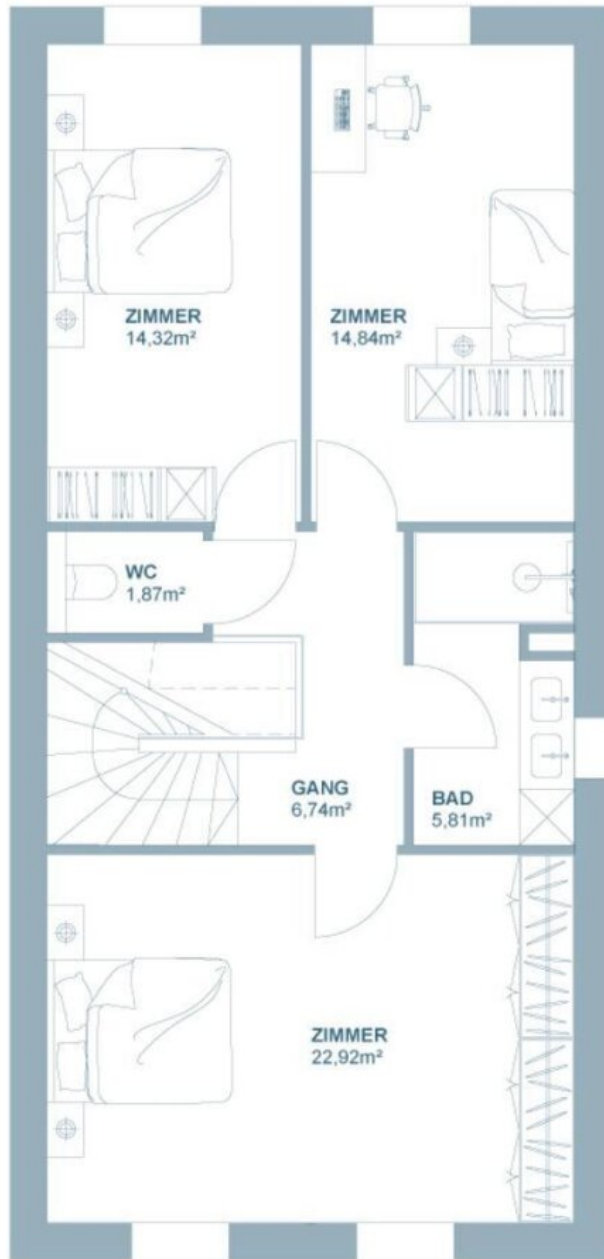 ZIMMER
14,32m²
ZIMMER
14,84m²
WC
1,87m²
GANG
6,74m²
BAD
5,81m²
ZIMMER
22,92m²